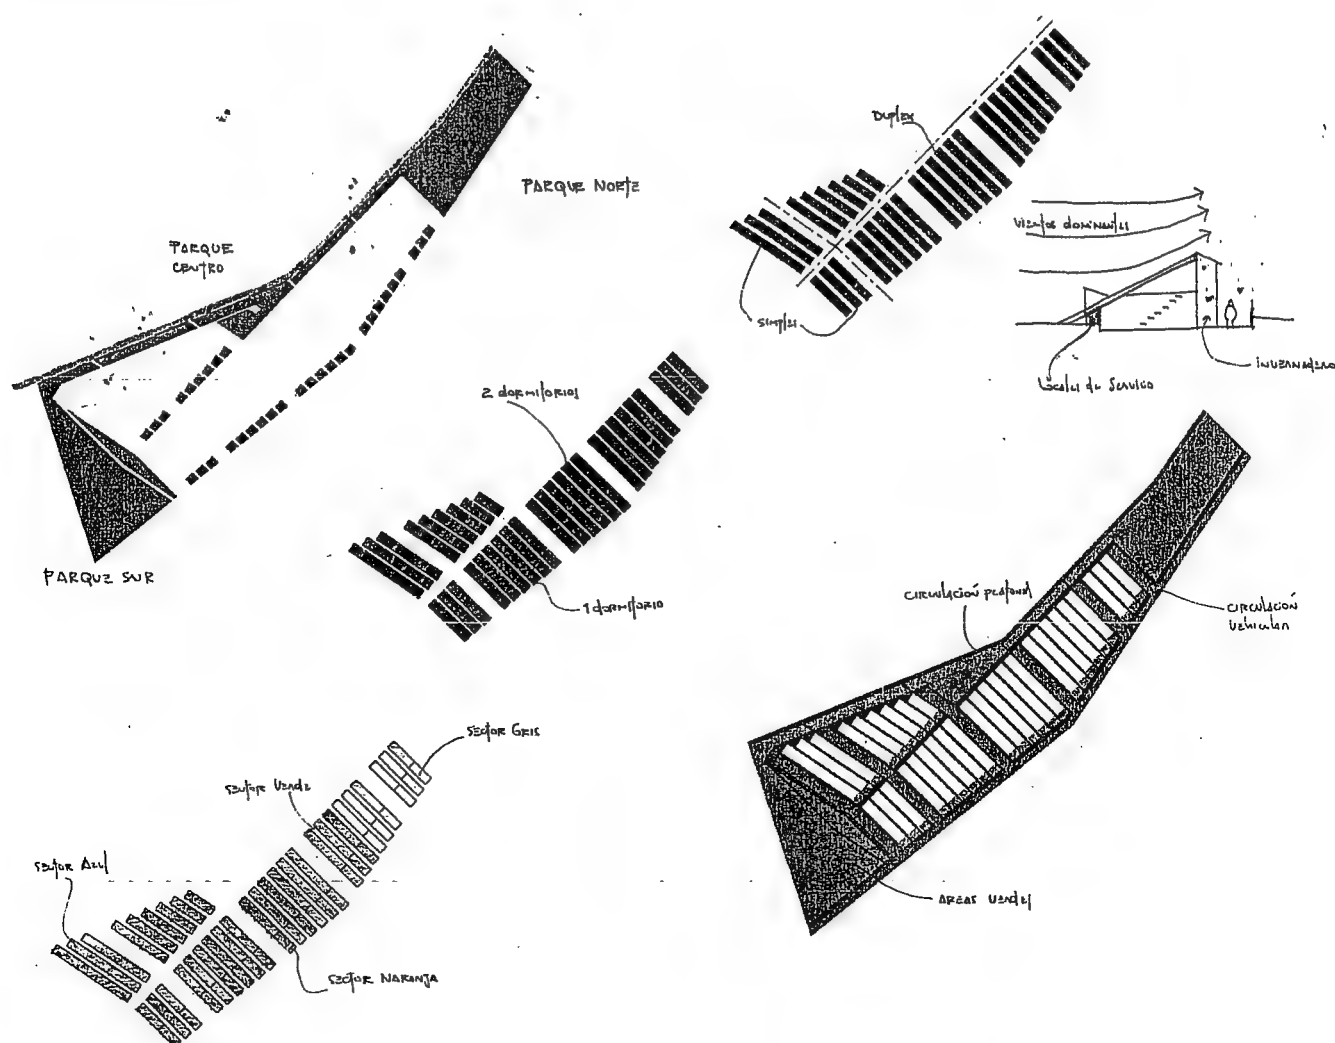 PARQUE NORTE
PARQUE
CENTRO
PARQUE SUR
DUPLEX
SIMPLES
VIENTOS DOMINANTES
INVERNADERO
LOCALES de SERVICIO
2 DORMITORIOS
1 DORMITORIO
CIRCULACIÓN PEATONAL
CIRCULACIÓN
VEHICULAR
AREAS VERDES
SECTOR GRIS
SECTOR VERDE
SECTOR AZUL
SECTOR NARANJA